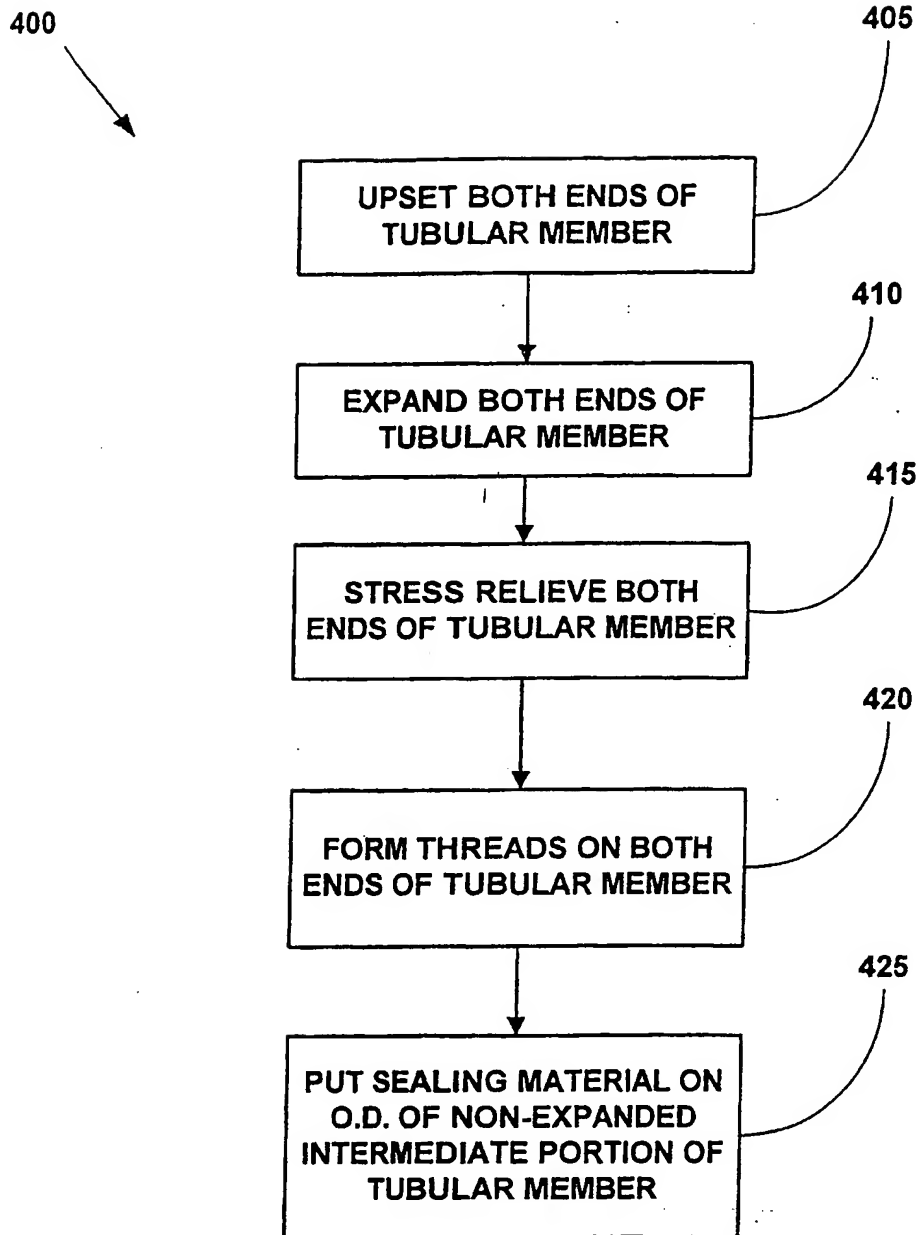 400
405
UPSET BOTH ENDS OF
TUBULAR MEMBER
410
EXPAND BOTH ENDS OF
TUBULAR MEMBER
415
STRESS RELIEVE BOTH
ENDS OF TUBULAR MEMBER
420
FORM THREADS ON BOTH
ENDS OF TUBULAR MEMBER
425
PUT SEALING MATERIAL ON
O.D. OF NON-EXPANDED
INTERMEDIATE PORTION OF
TUBULAR MEMBER